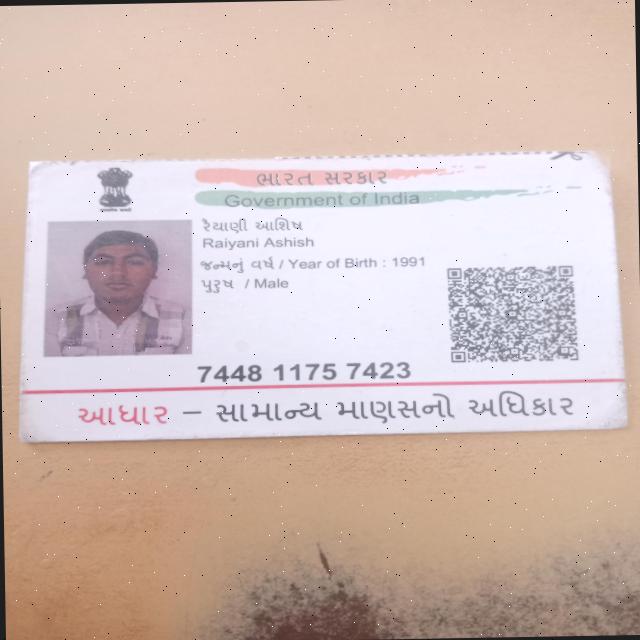 ભારત સરકાર
Government of India
રૈયાણી આશિષ
Raiyani Ashish
જન્મનું વર્ષ / Year of Birth : 1991
પુરુષ / Male
7448 1175 7423
આધાર – સામાન્ય માણસનો અધિકાર